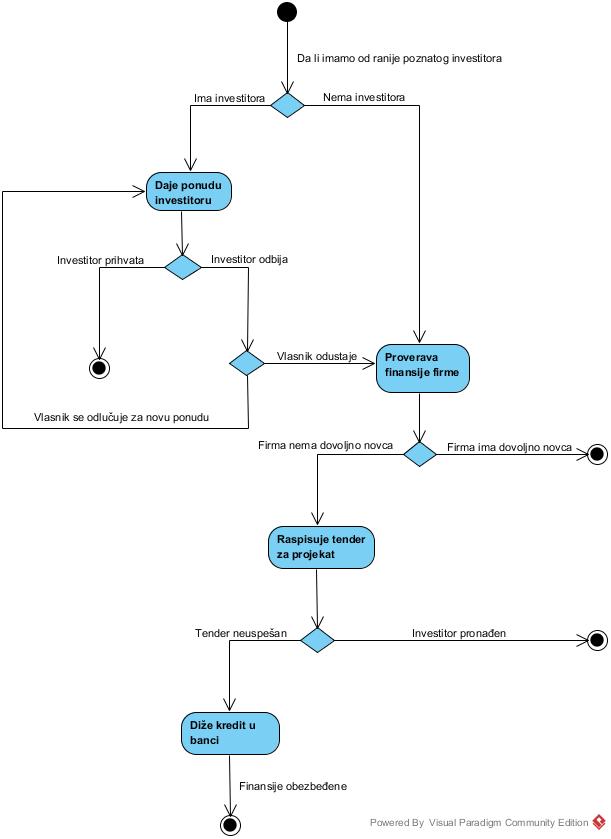 Da li imamo od ranije poznatog investitora
Ima investitora
Nema investitora
Daje ponudu
investitoru
Investitor prihvata
Investitor odbija
Vlasnik odustaje
Proverava
finansije firme
Vlasnik se odlučuje za novu ponudu
Firma nema dovoljno novca
Firma ima dovoljno novca
Raspisuje tender
za projekat
Tender neuspešan
Investitor pronađen
Diže kredit u
banci
Finansije obezbeđene
Powered By Visual Paradigm Community Edition